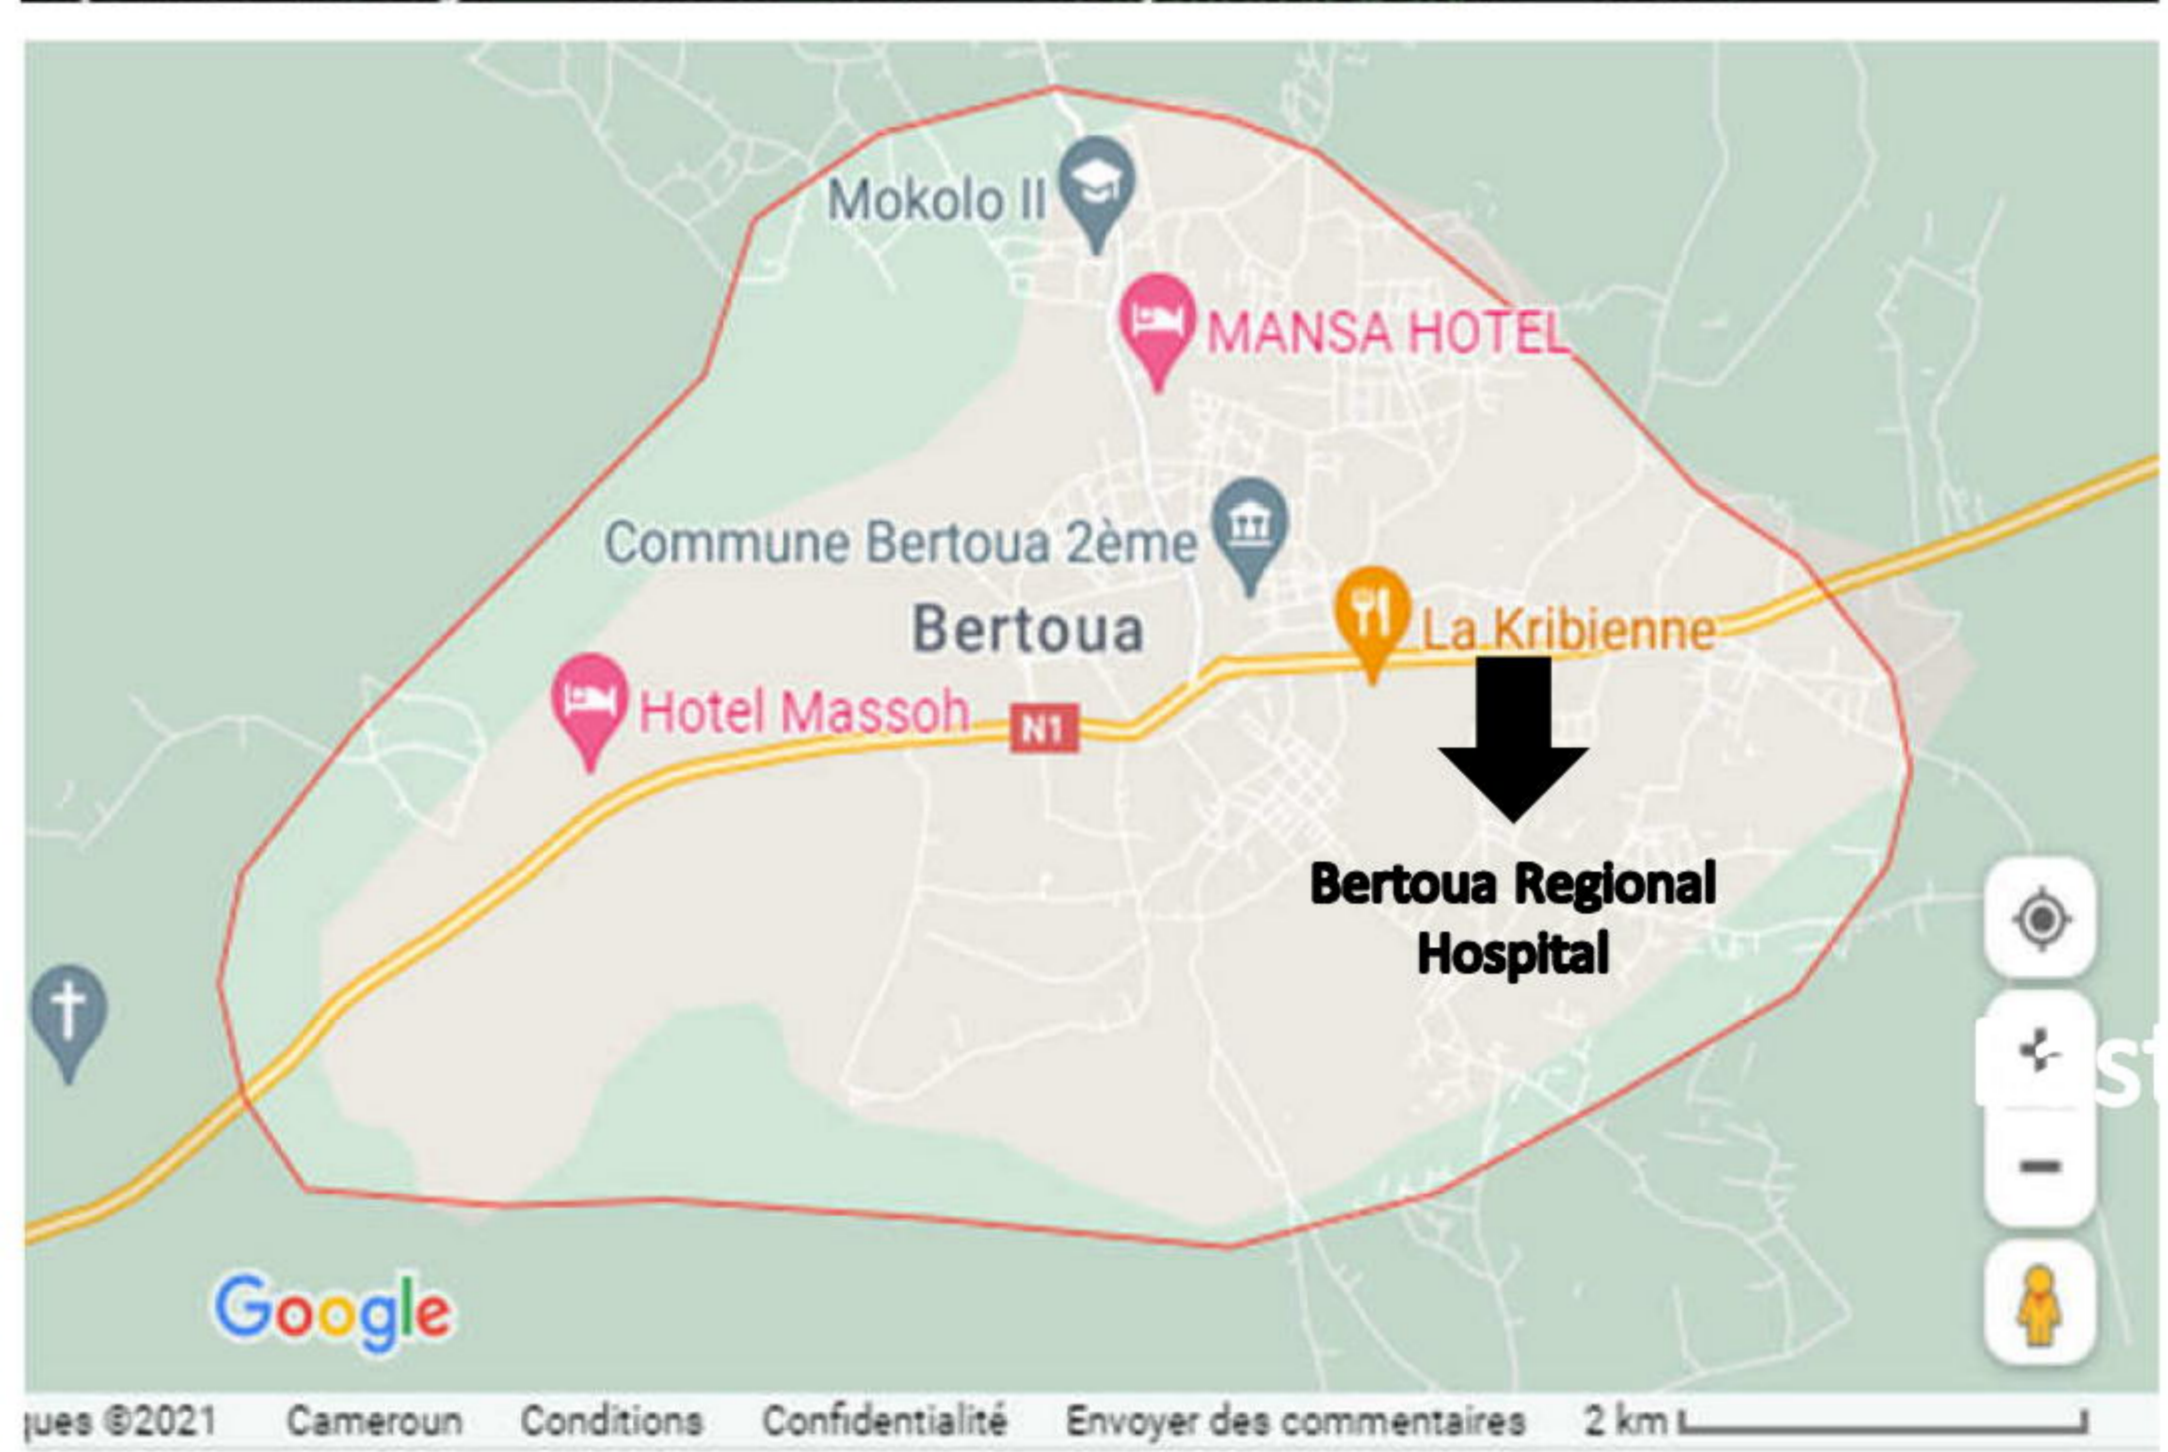 Mokolo II
MANSA HOTEL
Commune Bertoua 2ème
Bertoua
La Kribienne
Hotel Massoh
N1
Bertoua Regional
Hospital
Google
©2021 Cameroun Conditions Confidentialité Envoyer des commentaires 2 km